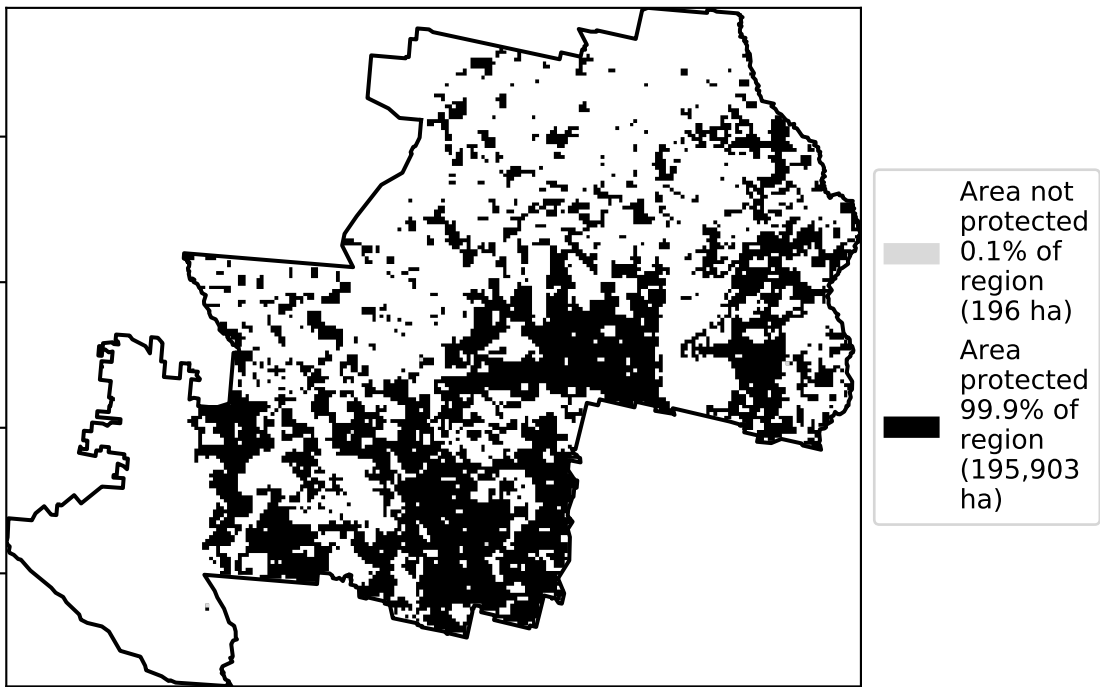 Area not
protected
0.1% of
region
(196 ha)
Area
protected
99.9% of
region
(195,903
ha)